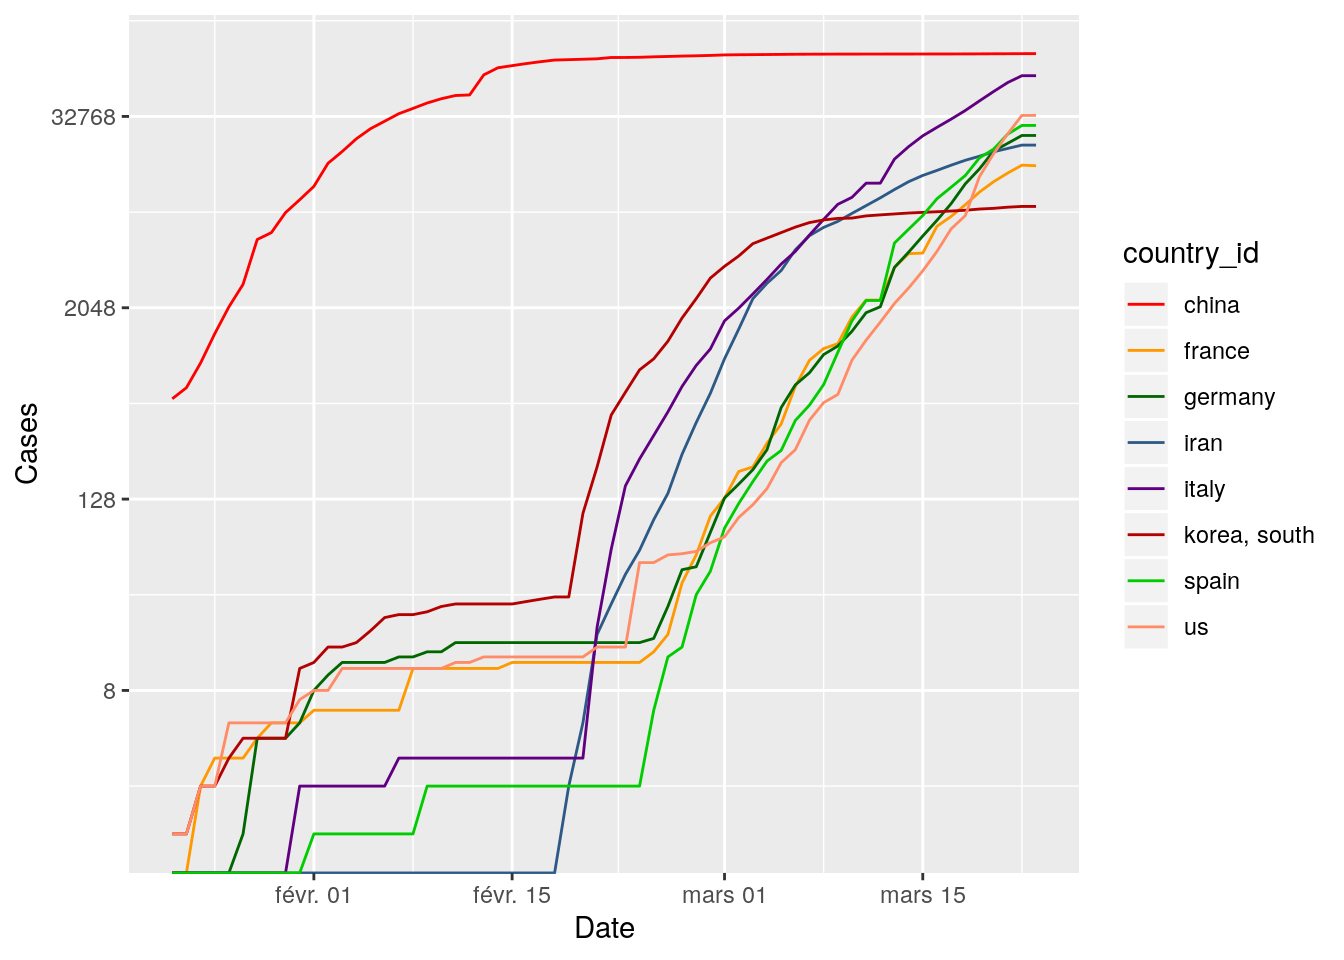 Cases
32768
2048
128
8
févr. 01
févr. 15
mars 01
mars 15
Date
country_id
china
france
germany
iran
italy
korea, south
spain
us